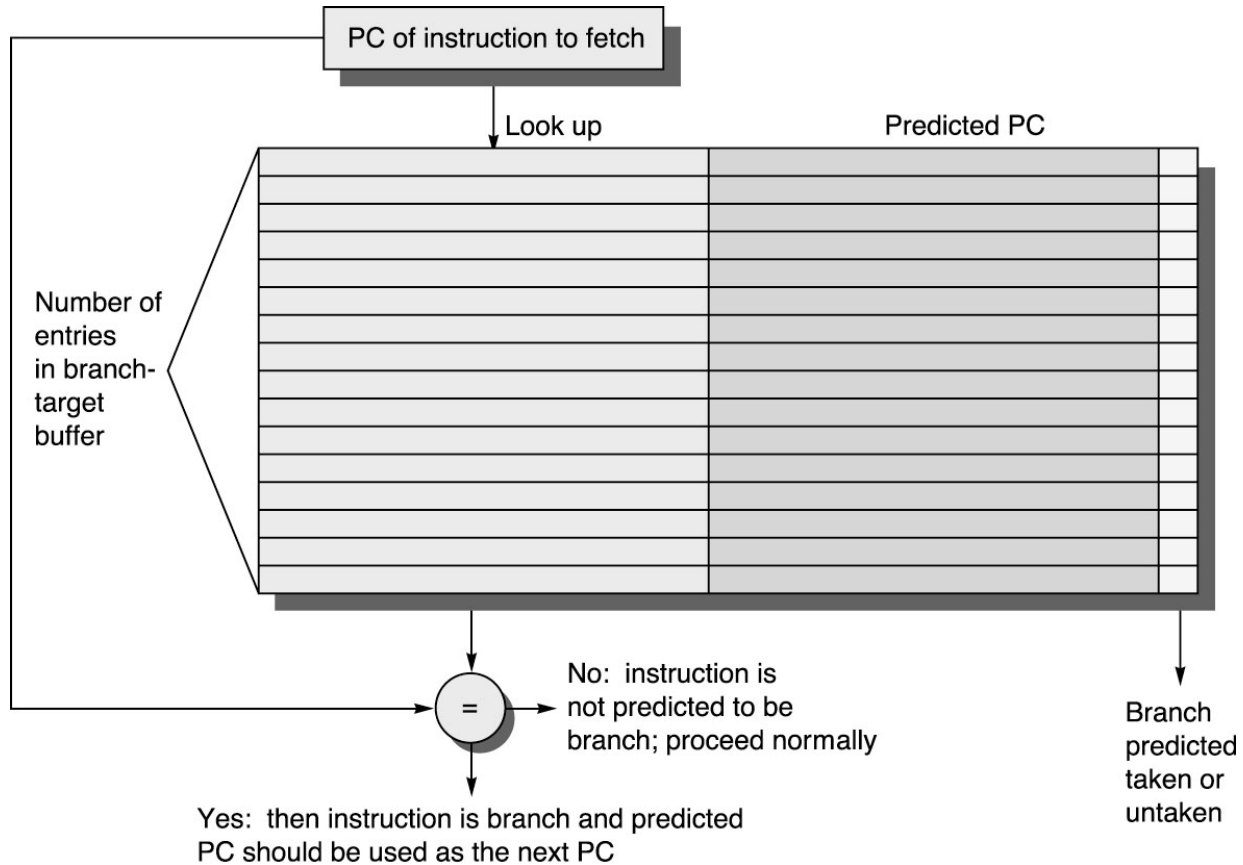 PC of instruction to fetch
Look up
Predicted PC
Number of
entries
in branch-
target
buffer
=
No: instruction is
not predicted to be
branch; proceed normally
Branch
predicted
taken or
untaken
Yes: then instruction is branch and predicted
PC should be used as the next PC